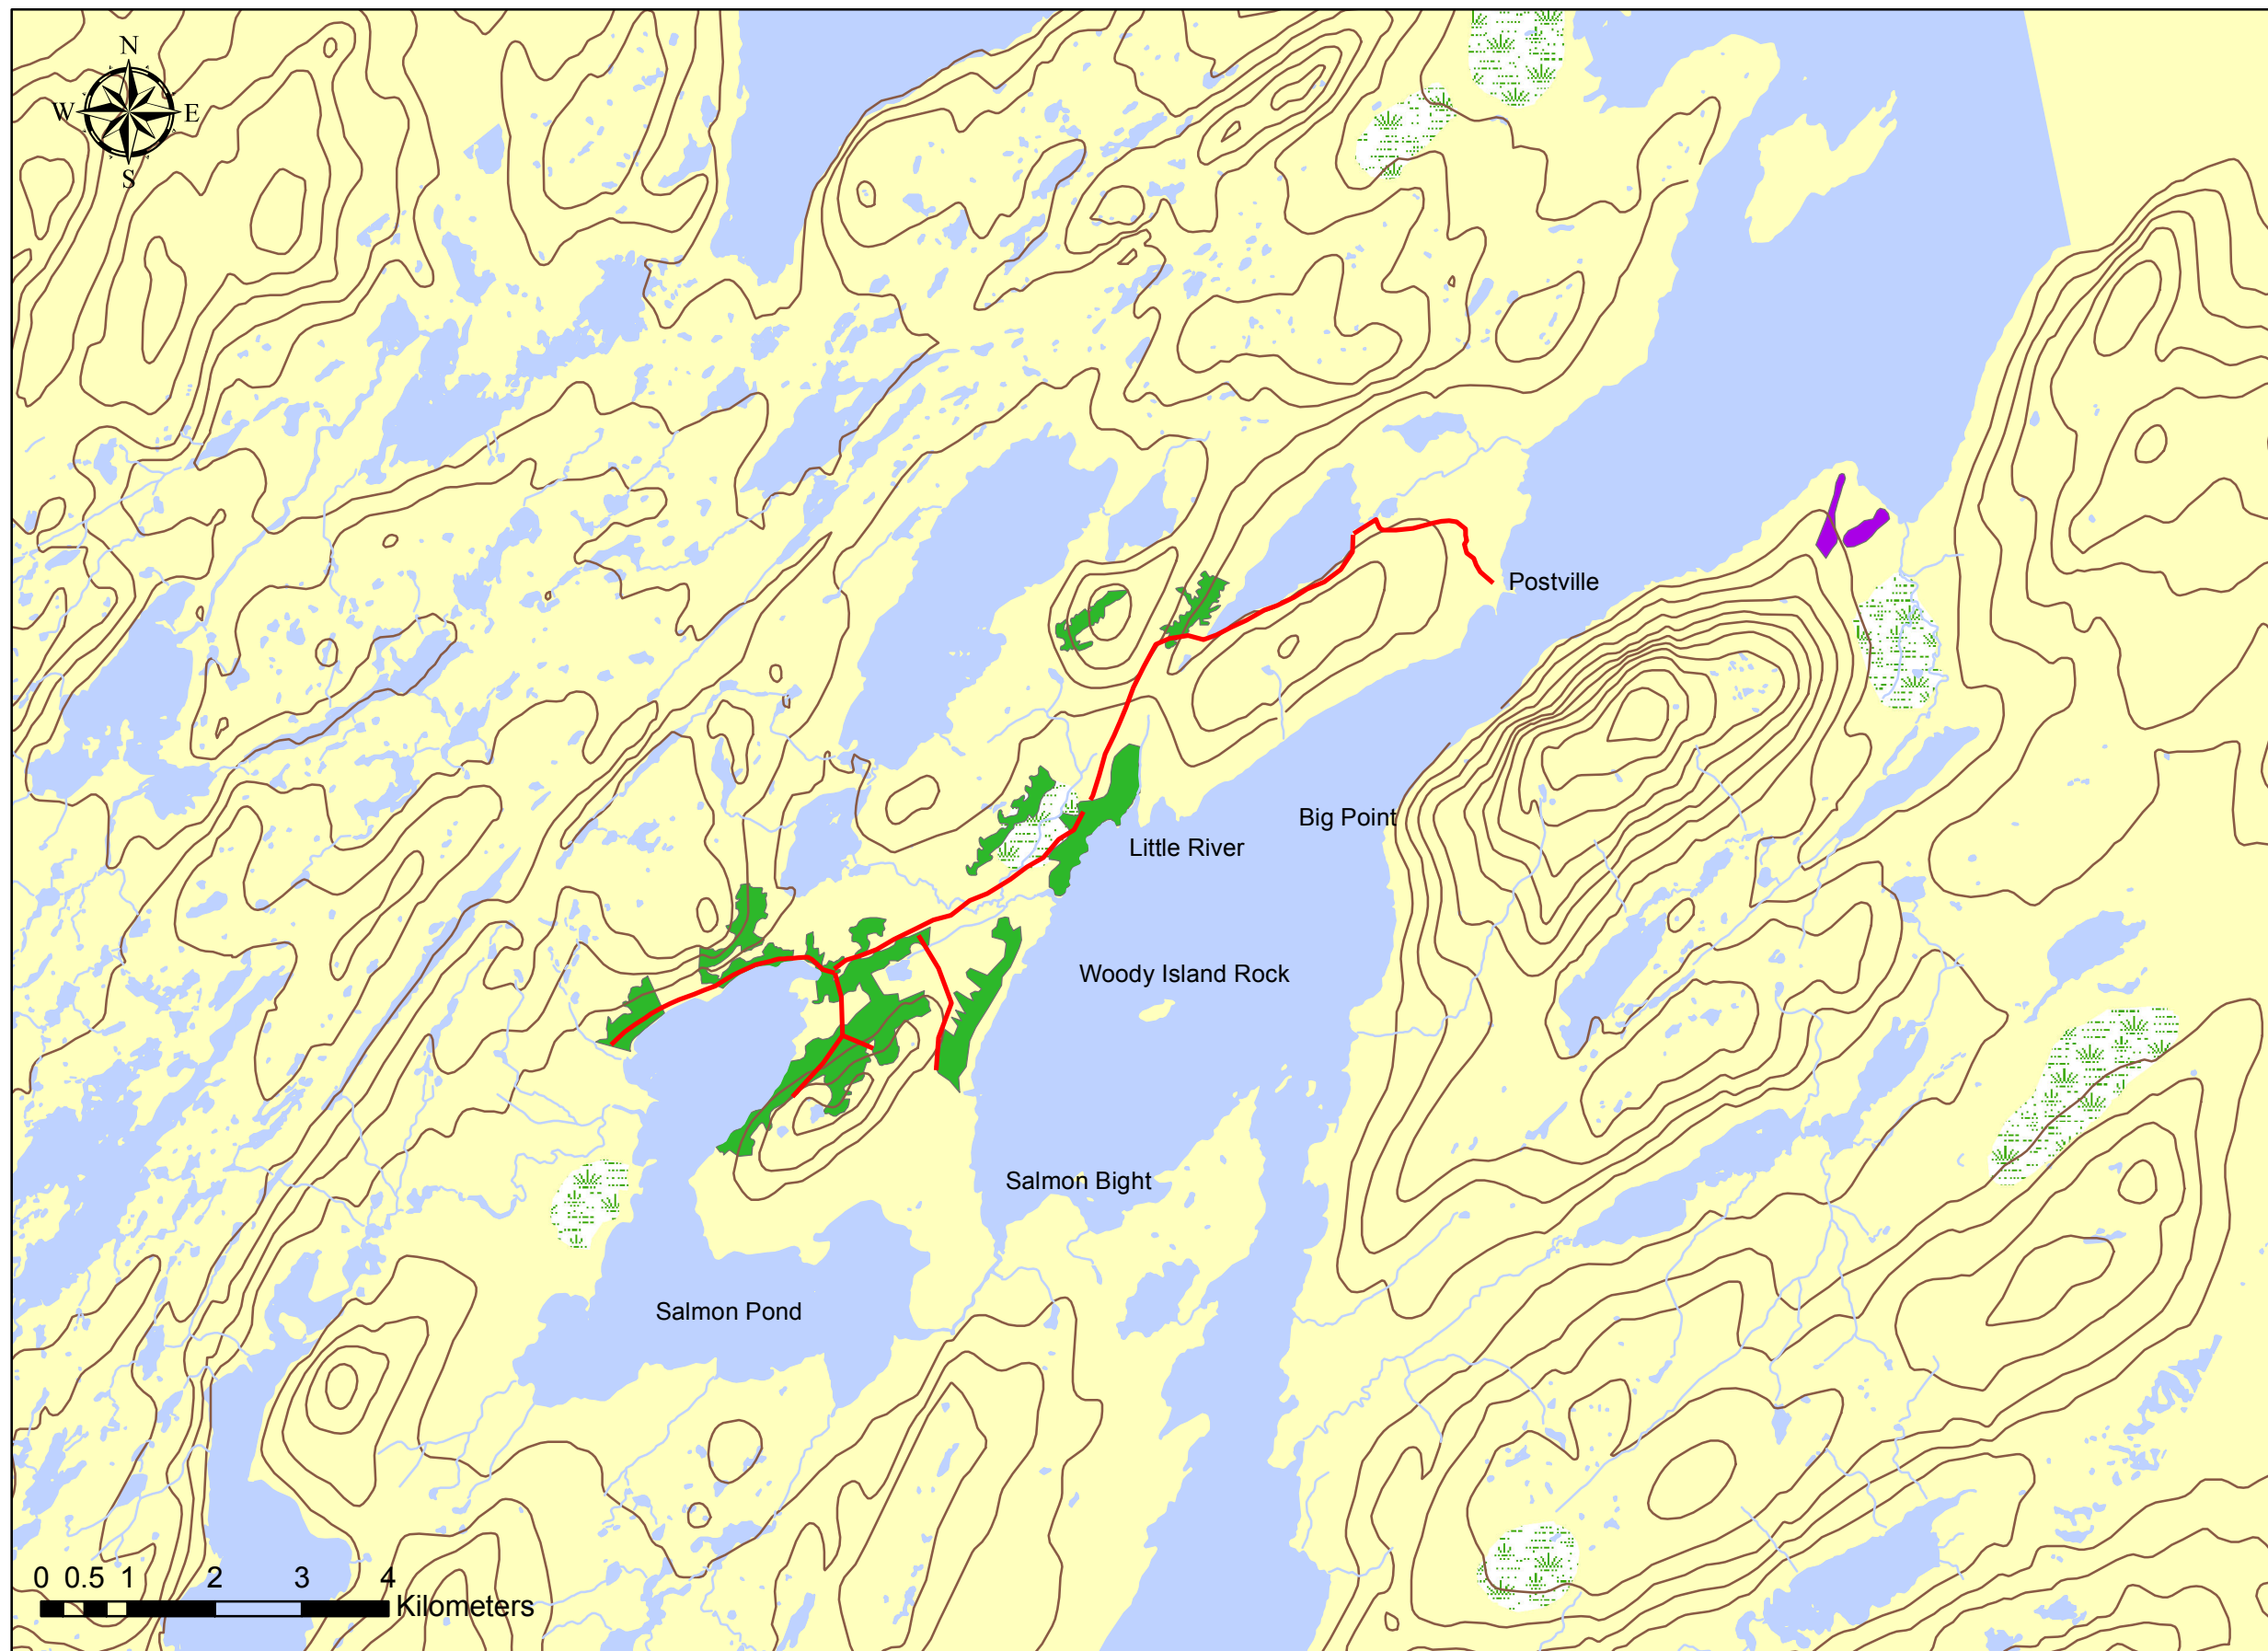 N
W E
S
Postville
Big Point
Little River
Woody Island Rock
Salmon Bight
Salmon Pond
0 0.5 1 2 3 4
Kilometers